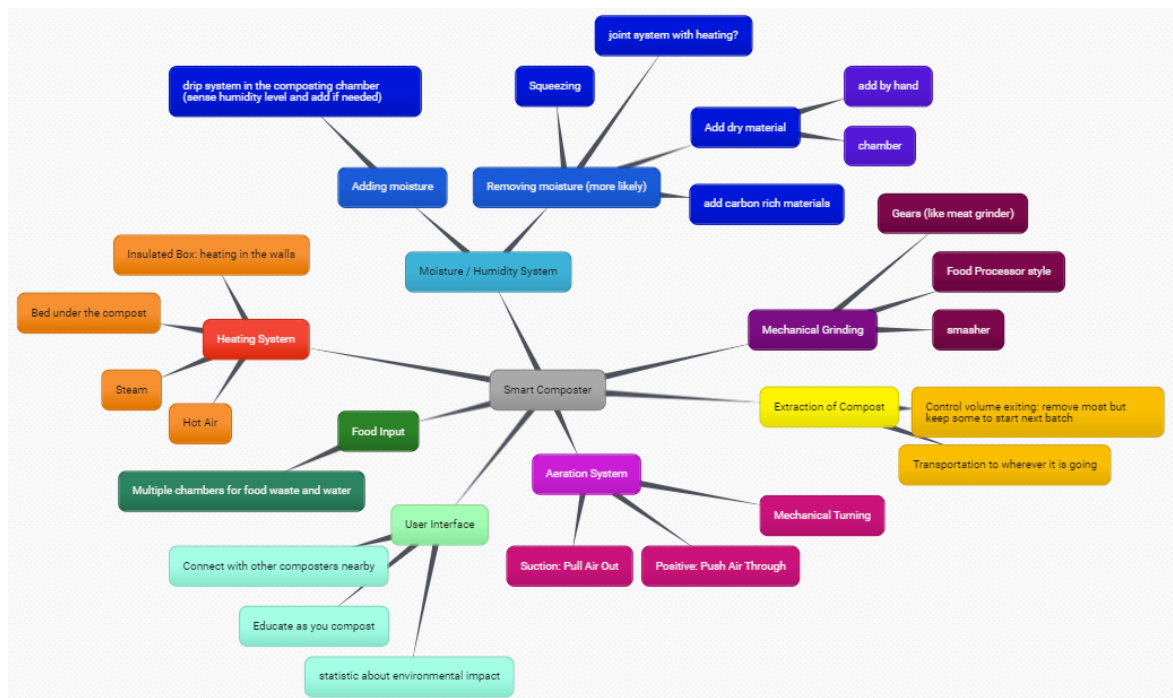 joint system with heating?
drip system in the composting chamber
(sense humidity level and add if needed)
Squeezing
add by hand
Add dry material
chamber
Adding moisture
Removing moisture (more likely)
add carbon rich materials
Gears (like meat grinder)
Insulated Box: heating in the walls
Moisture / Humidity System
Food Processor style
Bed under the compost
Heating System
Mechanical Grinding
smasher
Steam
Smart Composter
Hot Air
Extraction of Compost
Control volume exiting: remove most but
keep some to start next batch
Food Input
Transportation to wherever it is going
Aeration System
Multiple chambers for food waste and water
Mechanical Turning
User Interface
Connect with other composters nearby
Suction: Pull Air Out
Positive: Push Air Through
Educate as you compost
statistic about environmental impact